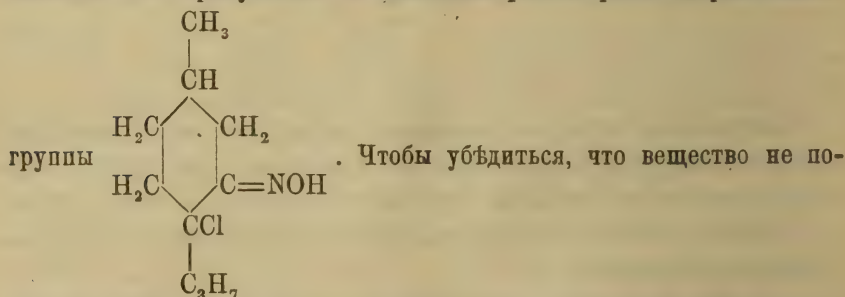 CH₃
CH
H₂C CH₂
группы . Чтобы убѣдиться, что вещество не по-
H₂C C=NOH
CCl
C₃H₇